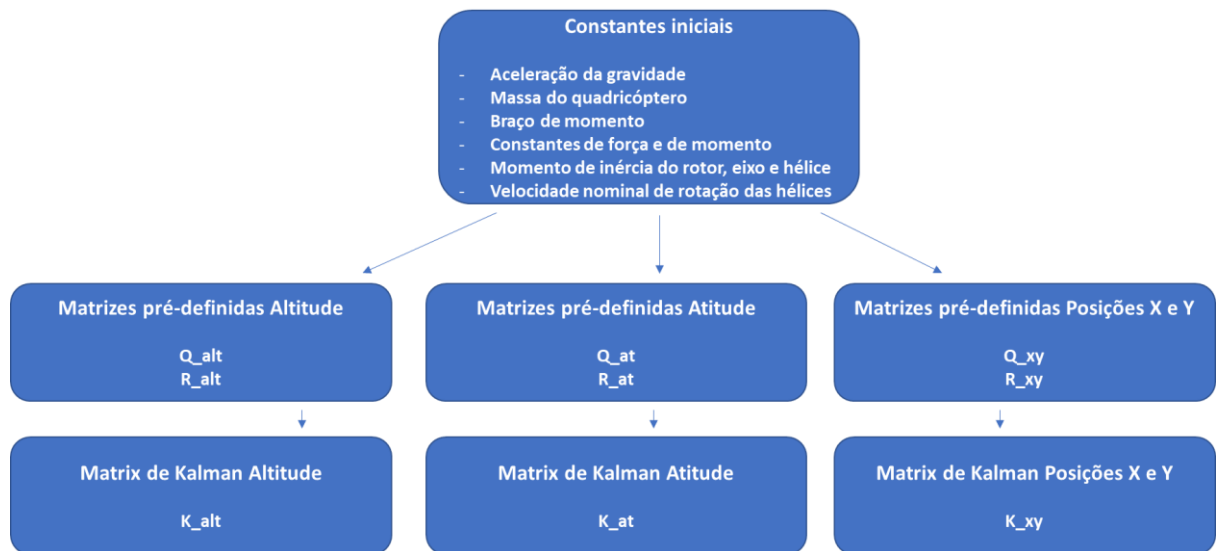 Constantes iniciais
- Aceleração da gravidade
- Massa do quadricóptero
- Braço de momento
- Constantes de força e de momento
- Momento de inércia do rotor, eixo e hélice
- Velocidade nominal de rotação das hélices
Matrizes pré-definidas Altitude
Q_alt
R_alt
Matrizes pré-definidas Atitude
Q_at
R_at
Matrizes pré-definidas Posições X e Y
Q_xy
R_xy
Matrix de Kalman Altitude
K_alt
Matrix de Kalman Atitude
K_at
Matrix de Kalman Posições X e Y
K_xy